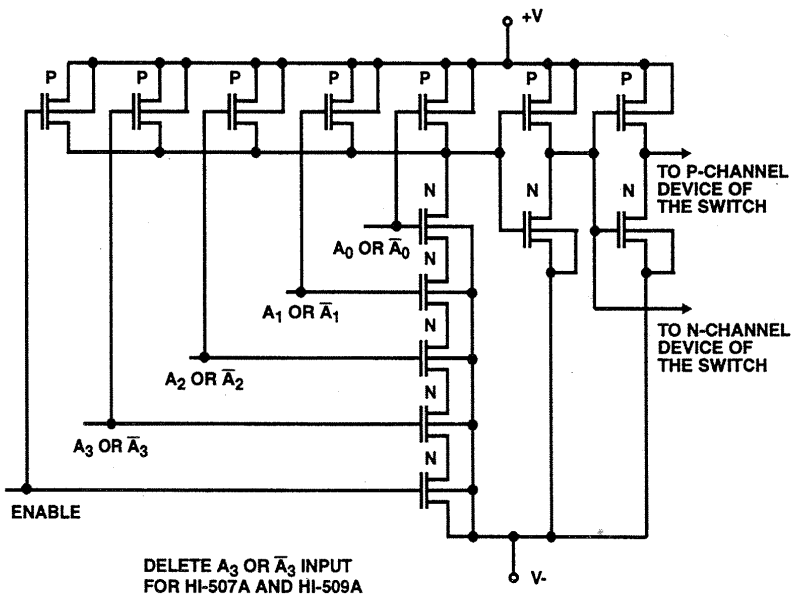 +V
P P P P P P P
N N N
TO P-CHANNEL
DEVICE OF
THE SWITCH
A0 OR A̅0
N
A1 OR A̅1
N
TO N-CHANNEL
DEVICE OF
THE SWITCH
A2 OR A̅2
N
A3 OR A̅3
N
ENABLE
DELETE A3 OR A̅3 INPUT
FOR HI-507A AND HI-509A
V-